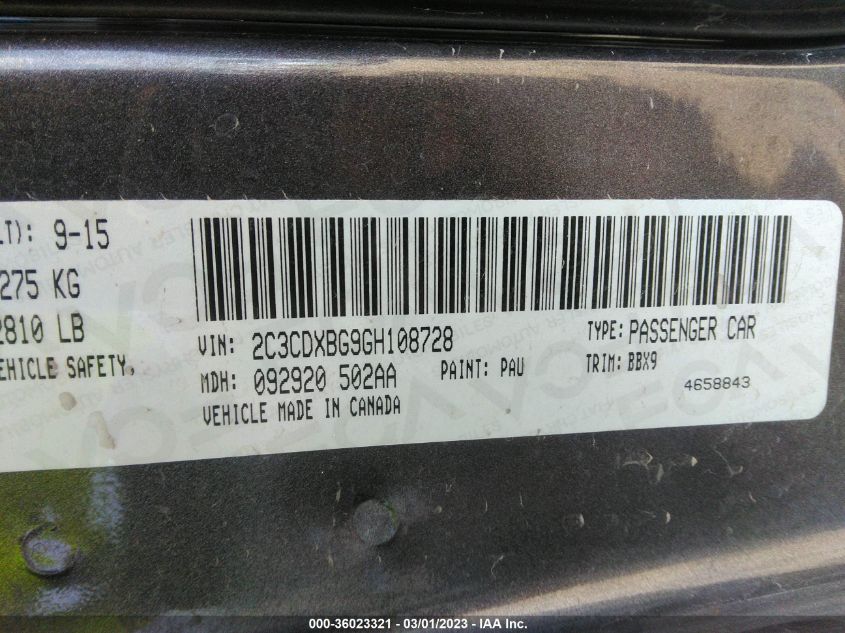 LT): 9-15
275 KG
2810 LB
EHICLE SAFETY.
VIN: 2C3CDXBG9GH108728
TYPE: PASSENGER CAR
MDH: 092920 502AA
PAINT: PAU
TRIM: BBX9
VEHICLE MADE IN CANADA
4658843
000-36023321 / 03/01/2023 - IAA Inc.